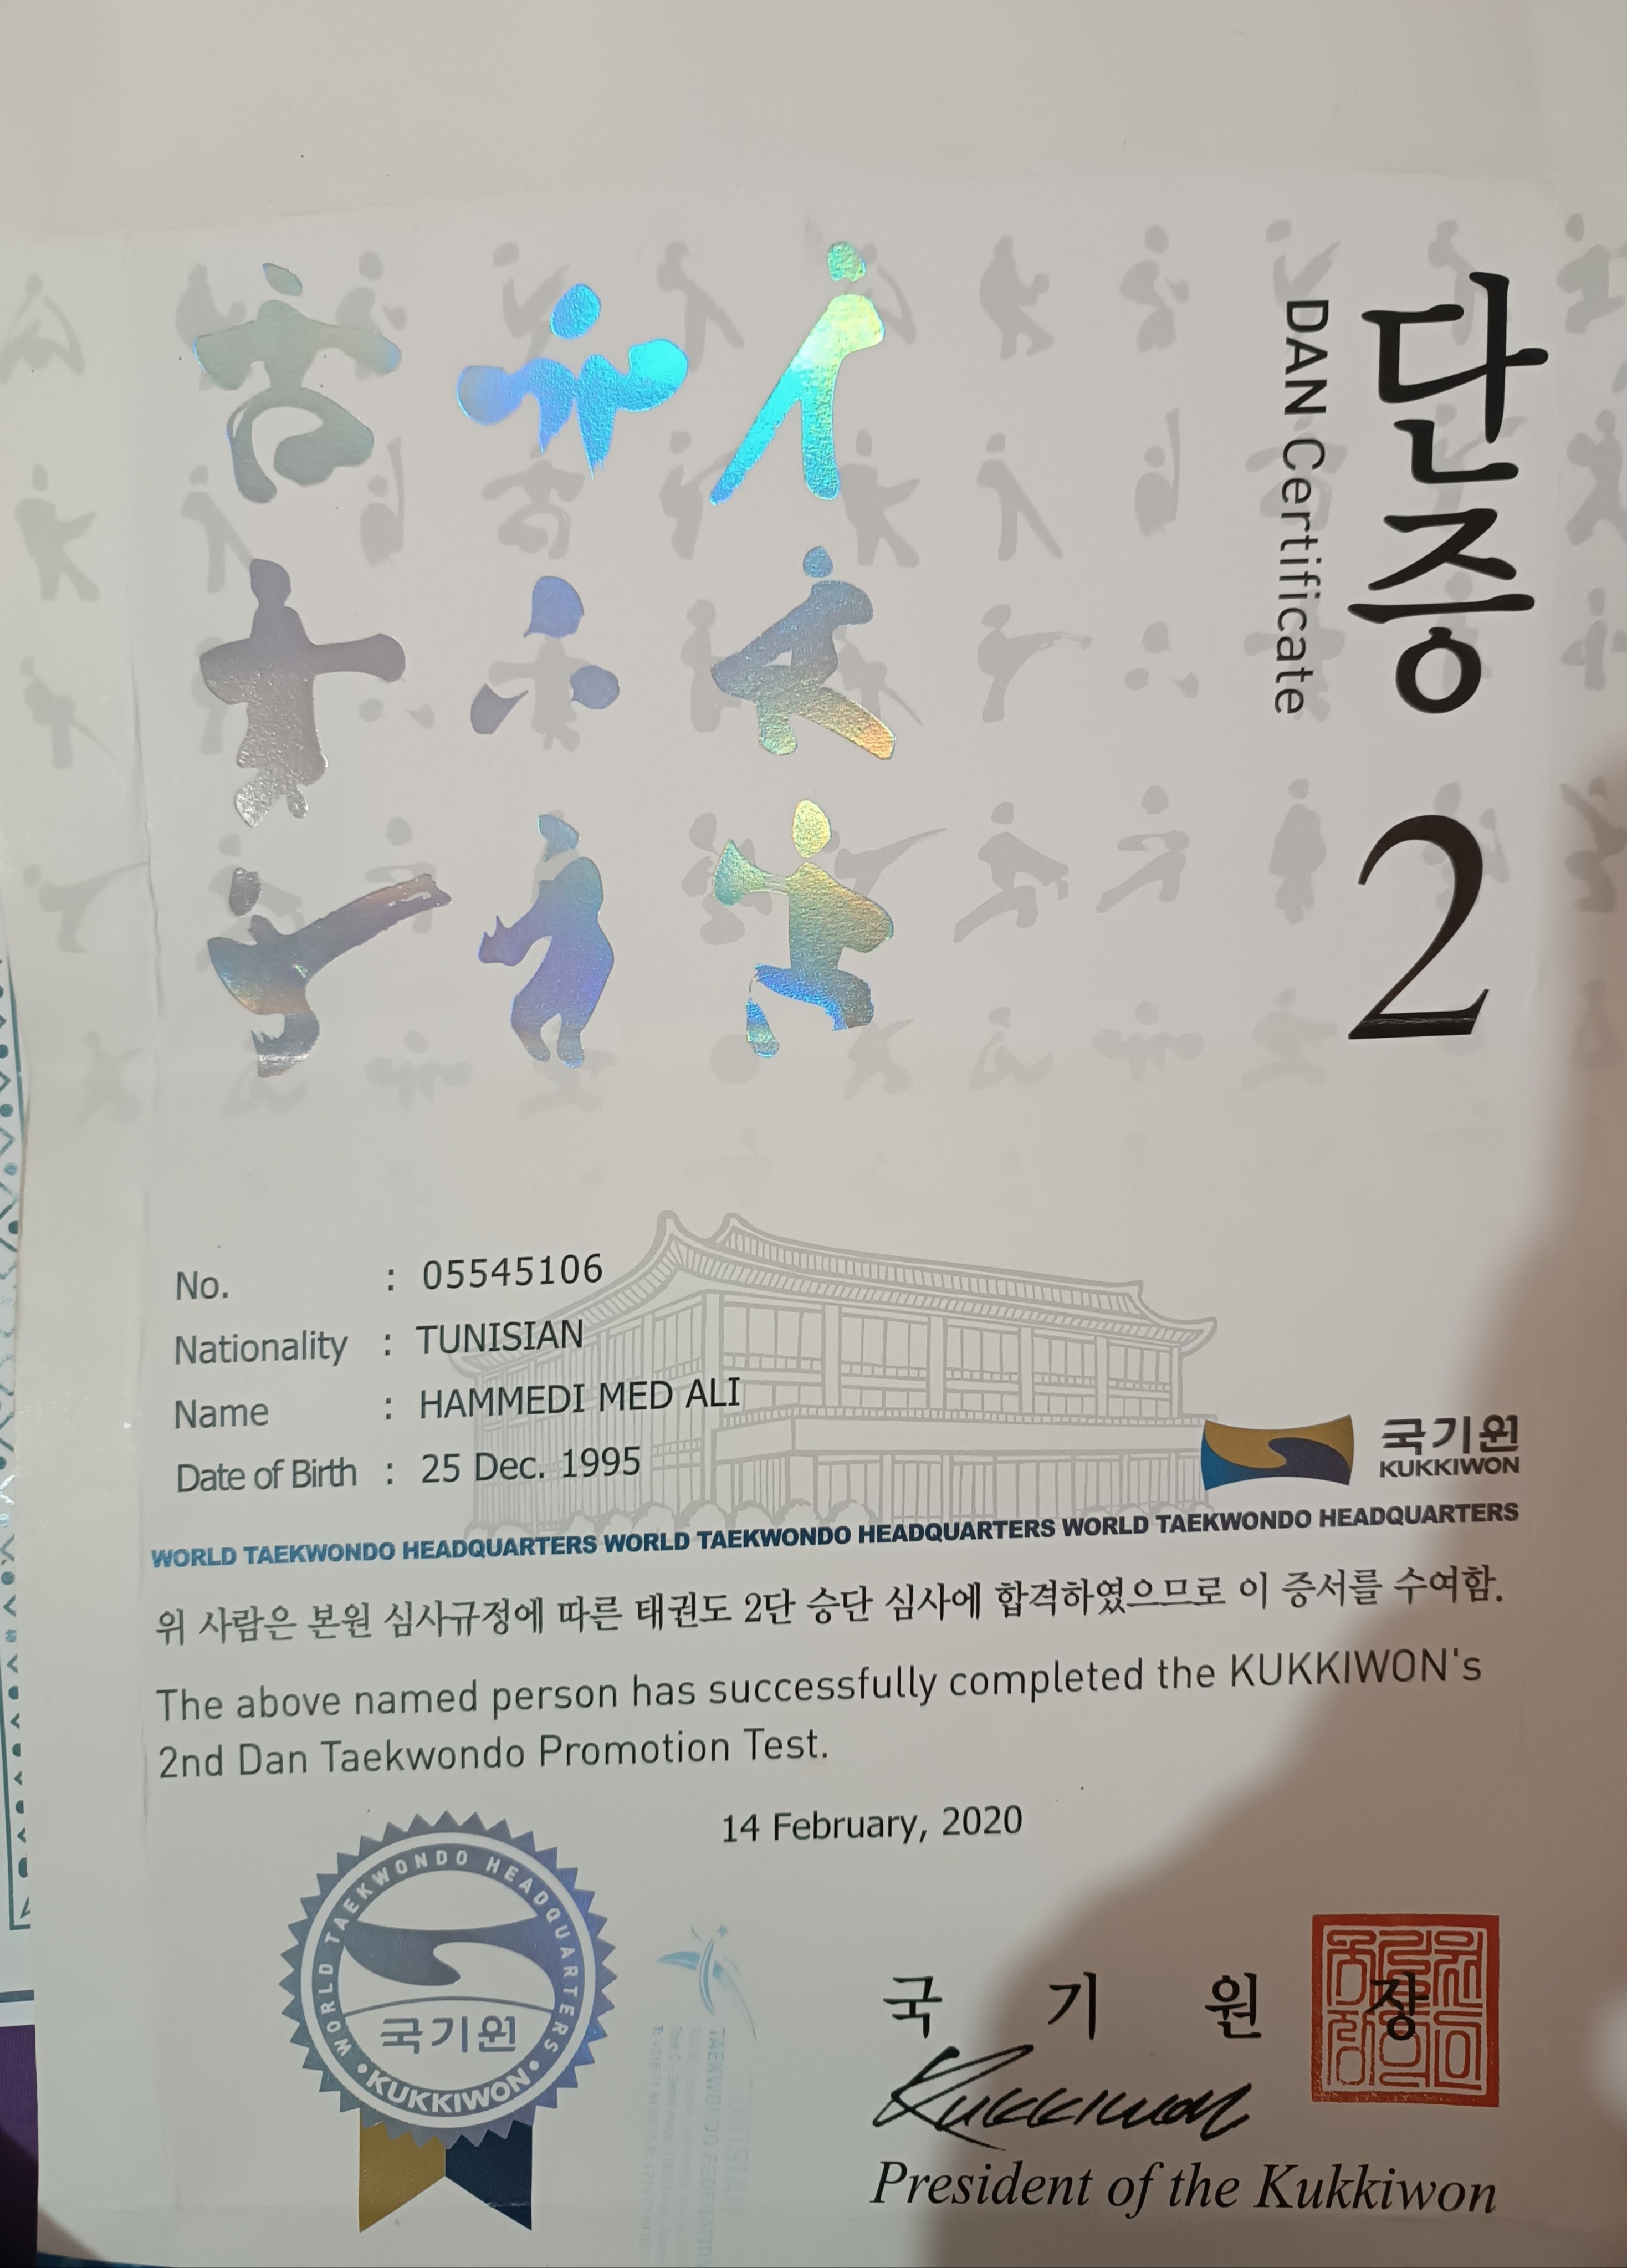 단증 2
DAN Certificate
No. : 05545106
Nationality : TUNISIAN
Name : HAMMEDI MED ALI
Date of Birth : 25 Dec. 1995
국기원
KUKKIWON
WORLD TAEKWONDO HEADQUARTERS WORLD TAEKWONDO HEADQUARTERS WORLD TAEKWONDO HEADQUARTERS
위 사람은 본원 심사규정에 따른 태권도 2단 승단 심사에 합격하였으므로 이 증서를 수여함.
The above named person has successfully completed the KUKKIWON's
2nd Dan Taekwondo Promotion Test.
14 February, 2020
WORLD TAEKWONDO HEADQUARTERS
국기원
KUKKIWON
TUNISIAN
TAEKWONDO FEDERATION
국 기 원 장
Kukkiwon
President of the Kukkiwon